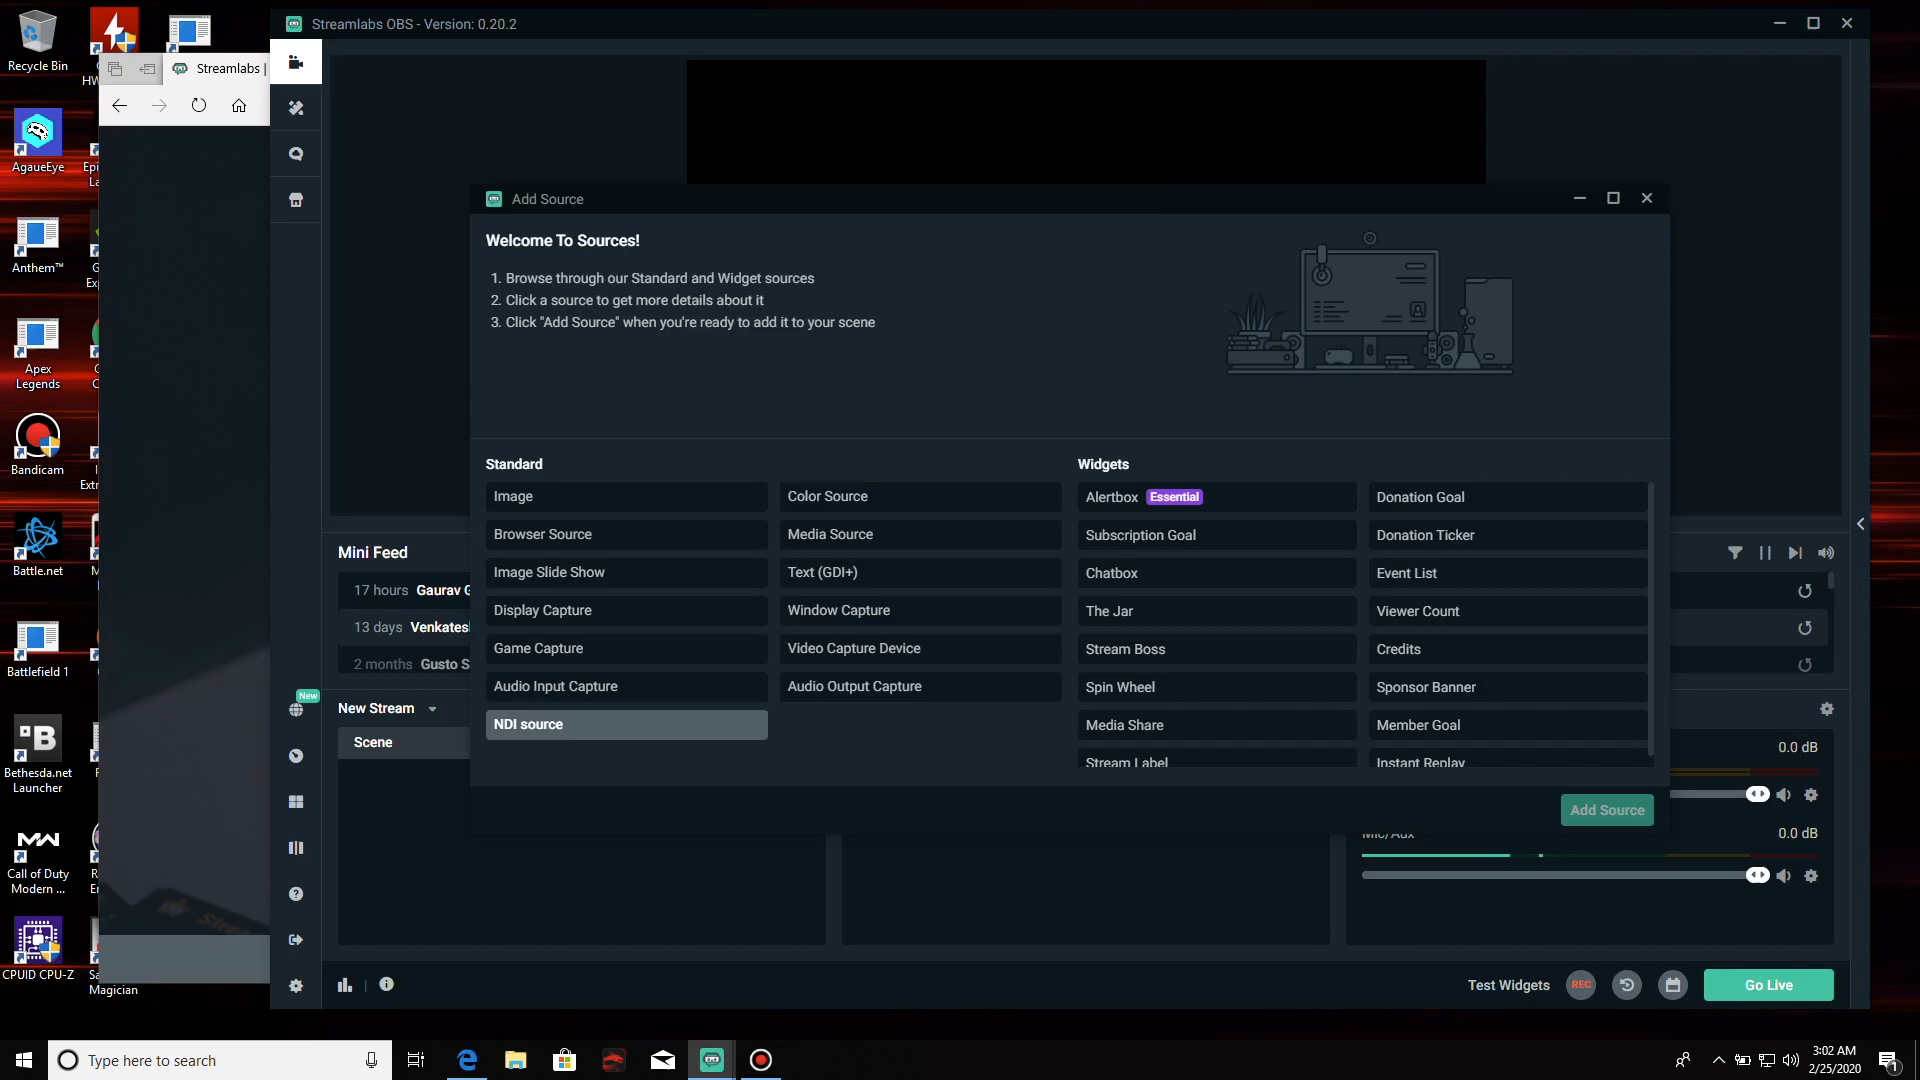 Streamlabs OBS - Version: 0.20.2
Recycle Bin
Streamlabs |
AgaueEye
Anthem™
Apex
Legends
Bandicam
Battle.net
Battlefield 1
Bethesda.net
Launcher
Call of Duty
Modern ...
CPUID CPU-Z
Magician
Add Source
Welcome To Sources!
1. Browse through our Standard and Widget sources
2. Click a source to get more details about it
3. Click "Add Source" when you're ready to add it to your scene
Standard
Image
Color Source
Browser Source
Media Source
Image Slide Show
Text (GDI+)
Display Capture
Window Capture
Game Capture
Video Capture Device
Audio Input Capture
Audio Output Capture
NDI source
Widgets
Alertbox Essential
Donation Goal
Subscription Goal
Donation Ticker
Chatbox
Event List
The Jar
Viewer Count
Stream Boss
Credits
Spin Wheel
Sponsor Banner
Media Share
Member Goal
Stream Label
Instant Replay
Add Source
Mini Feed
17 hours Gaurav G
13 days Venkates
2 months Gusto S
New
New Stream
Scene
0.0 dB
Mic/Aux
0.0 dB
Test Widgets
REC
Go Live
Type here to search
3:02 AM
2/25/2020
1